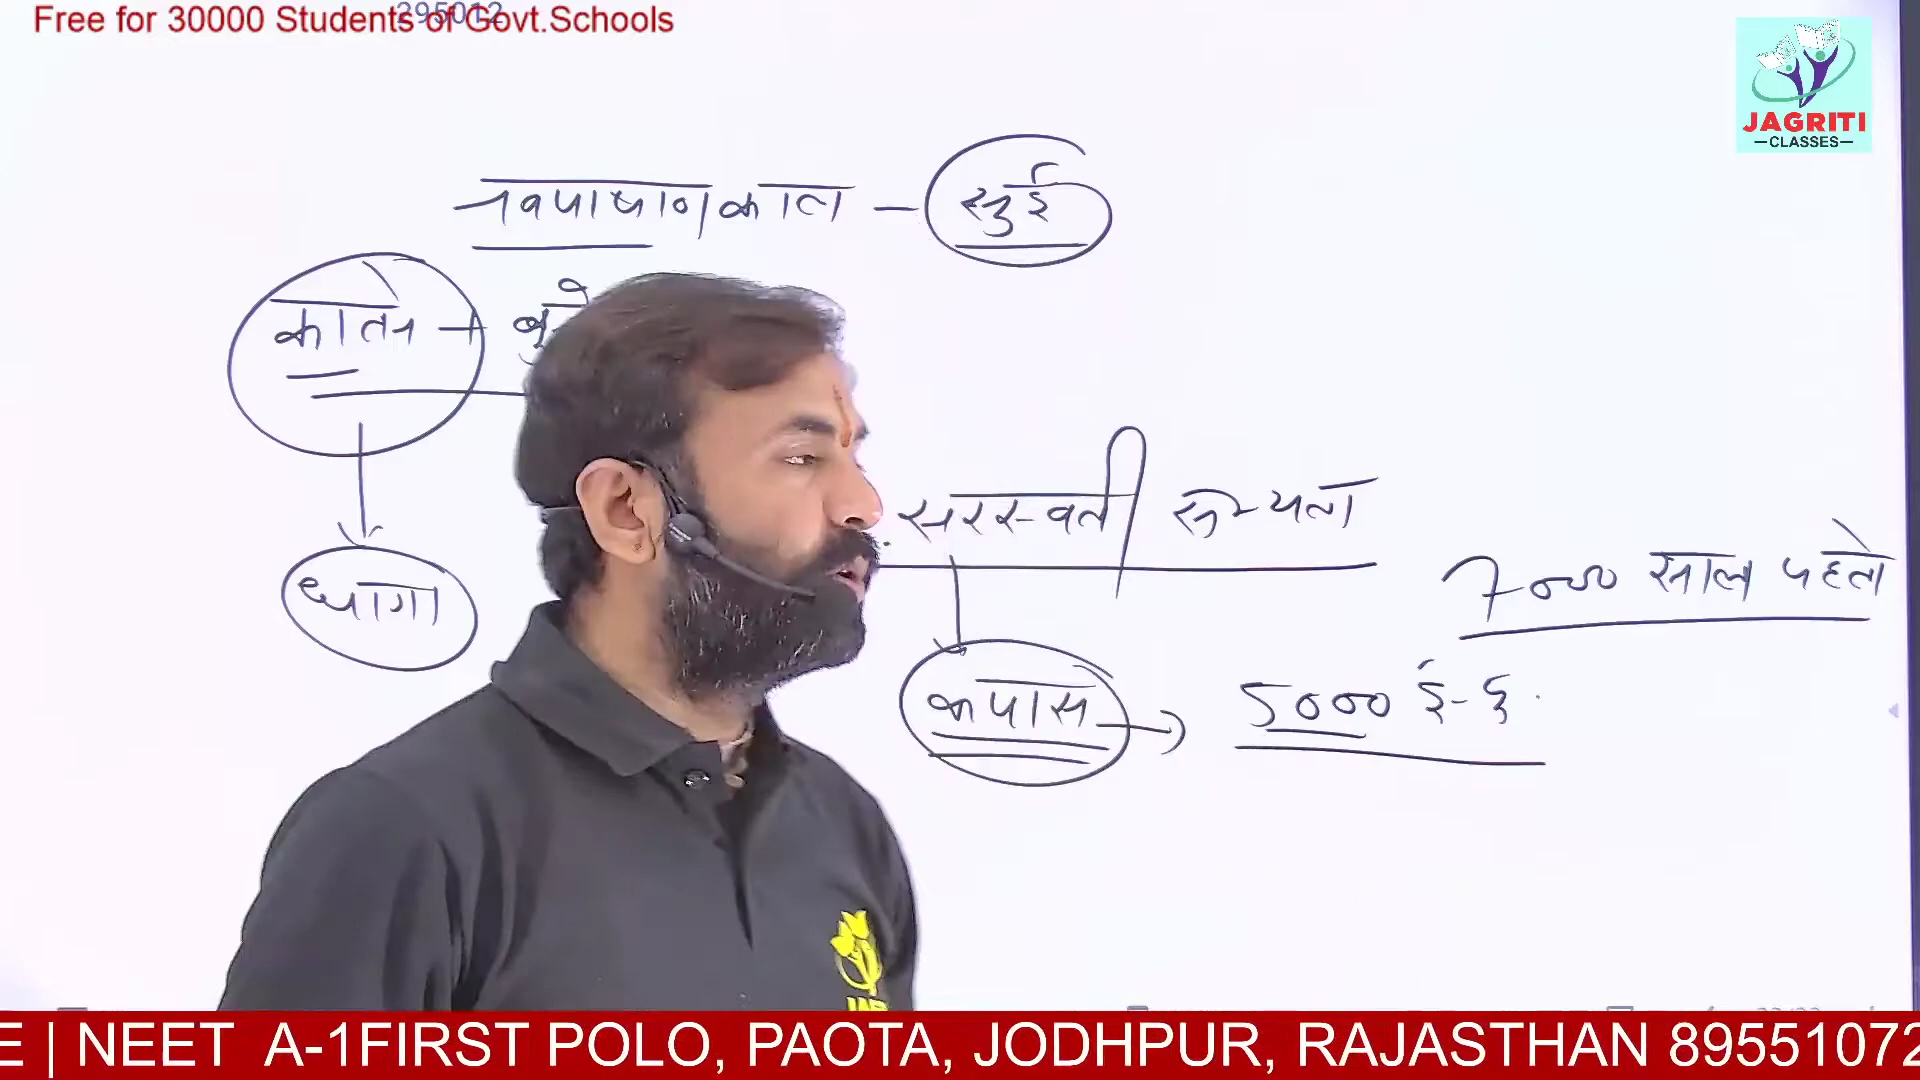 Free for 30000 Students of Govt.Schools
295012
JAGRITI
CLASSES
नवपाषाणकाल – सुई
कातने
सरस्वती सभ्यता
7000 साल पहले
धागा
कपास → 5000 ई.पू.
E | NEET A-1FIRST POLO, PAOTA, JODHPUR, RAJASTHAN 89551072